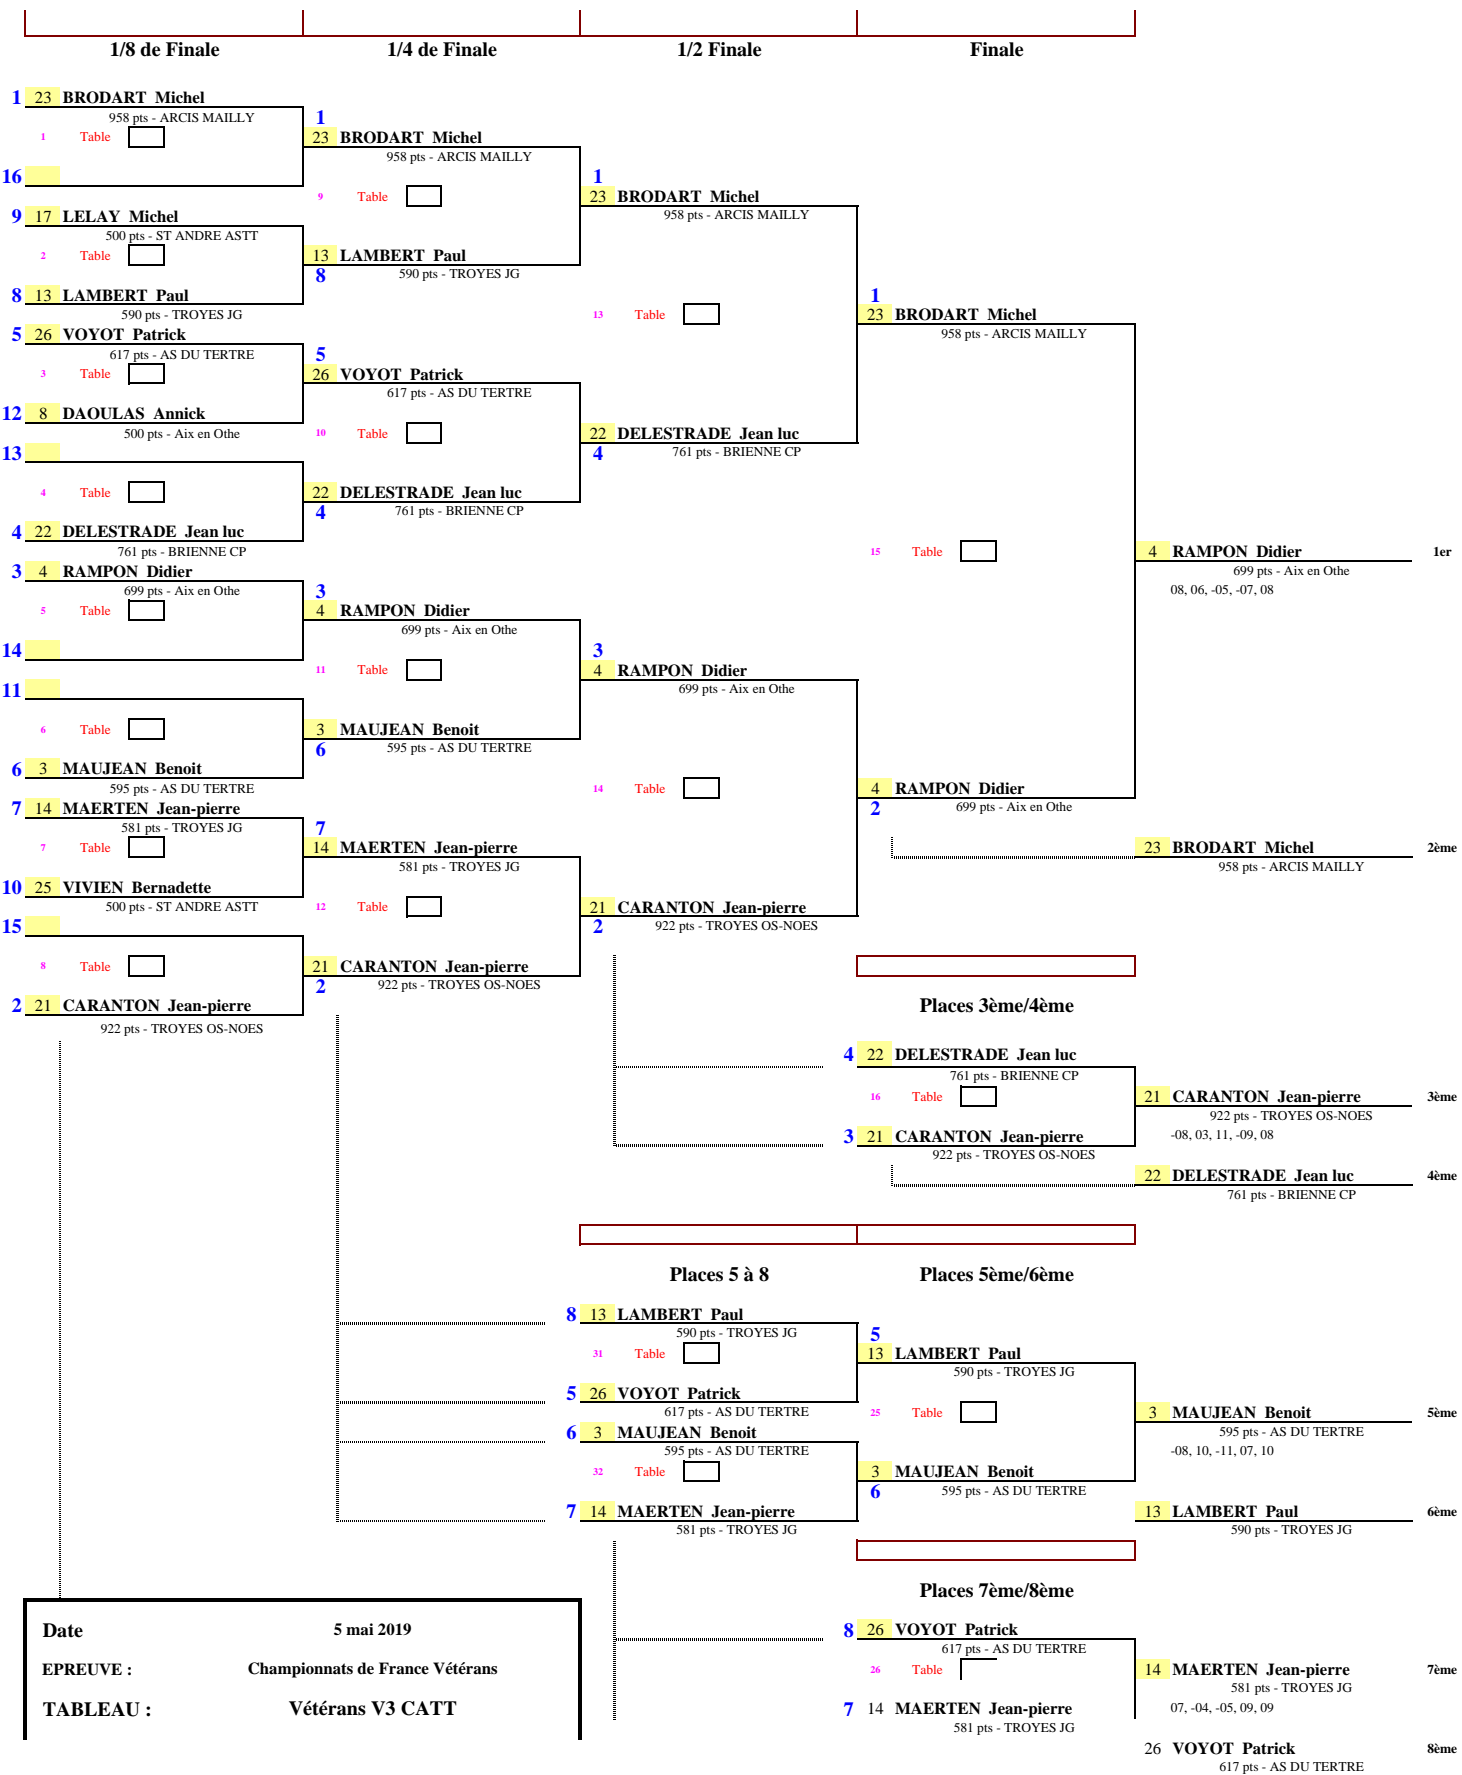 1/8 de Finale 1/4 de Finale 1/2 Finale Finale
1 23 BRODART Michel
958 pts - ARCIS MAILLY
1 Table
16
9 17 LELAY Michel
500 pts - ST ANDRE ASTT
2 Table
8 13 LAMBERT Paul
590 pts - TROYES JG
5 26 VOYOT Patrick
617 pts - AS DU TERTRE
3 Table
12 8 DAOULAS Annick
500 pts - Aix en Othe
13
4 Table
4 22 DELESTRADE Jean luc
761 pts - BRIENNE CP
3 4 RAMPON Didier
699 pts - Aix en Othe
5 Table
14
11
6 Table
6 3 MAUJEAN Benoit
595 pts - AS DU TERTRE
7 14 MAERTEN Jean-pierre
581 pts - TROYES JG
7 Table
10 25 VIVIEN Bernadette
500 pts - ST ANDRE ASTT
15
8 Table
2 21 CARANTON Jean-pierre
922 pts - TROYES OS-NOES
1
23 BRODART Michel
958 pts - ARCIS MAILLY
9 Table
13 LAMBERT Paul
8 590 pts - TROYES JG
5
26 VOYOT Patrick
617 pts - AS DU TERTRE
10 Table
22 DELESTRADE Jean luc
4 761 pts - BRIENNE CP
3
4 RAMPON Didier
699 pts - Aix en Othe
11 Table
3 MAUJEAN Benoit
6 595 pts - AS DU TERTRE
7
14 MAERTEN Jean-pierre
581 pts - TROYES JG
12 Table
21 CARANTON Jean-pierre
2 922 pts - TROYES OS-NOES
1
23 BRODART Michel
958 pts - ARCIS MAILLY
13 Table
22 DELESTRADE Jean luc
4 761 pts - BRIENNE CP
3
4 RAMPON Didier
699 pts - Aix en Othe
14 Table
21 CARANTON Jean-pierre
2 922 pts - TROYES OS-NOES
1
23 BRODART Michel
958 pts - ARCIS MAILLY
15 Table
4 RAMPON Didier
2 699 pts - Aix en Othe
4 RAMPON Didier 1er
699 pts - Aix en Othe
08, 06, -05, -07, 08
23 BRODART Michel 2ème
958 pts - ARCIS MAILLY
Places 3ème/4ème
4 22 DELESTRADE Jean luc
761 pts - BRIENNE CP
16 Table
3 21 CARANTON Jean-pierre
922 pts - TROYES OS-NOES
21 CARANTON Jean-pierre 3ème
922 pts - TROYES OS-NOES
-08, 03, 11, -09, 08
22 DELESTRADE Jean luc 4ème
761 pts - BRIENNE CP
Places 5 à 8 Places 5ème/6ème
8 13 LAMBERT Paul
590 pts - TROYES JG
31 Table
5 26 VOYOT Patrick
617 pts - AS DU TERTRE
6 3 MAUJEAN Benoit
595 pts - AS DU TERTRE
32 Table
7 14 MAERTEN Jean-pierre
581 pts - TROYES JG
5
13 LAMBERT Paul
590 pts - TROYES JG
25 Table
3 MAUJEAN Benoit
6 595 pts - AS DU TERTRE
3 MAUJEAN Benoit 5ème
595 pts - AS DU TERTRE
-08, 10, -11, 07, 10
13 LAMBERT Paul 6ème
590 pts - TROYES JG
Places 7ème/8ème
8 26 VOYOT Patrick
617 pts - AS DU TERTRE
26 Table
7 14 MAERTEN Jean-pierre
581 pts - TROYES JG
14 MAERTEN Jean-pierre 7ème
581 pts - TROYES JG
07, -04, -05, 09, 09
26 VOYOT Patrick 8ème
617 pts - AS DU TERTRE
Date 5 mai 2019
EPREUVE : Championnats de France Vétérans
TABLEAU : Vétérans V3 CATT